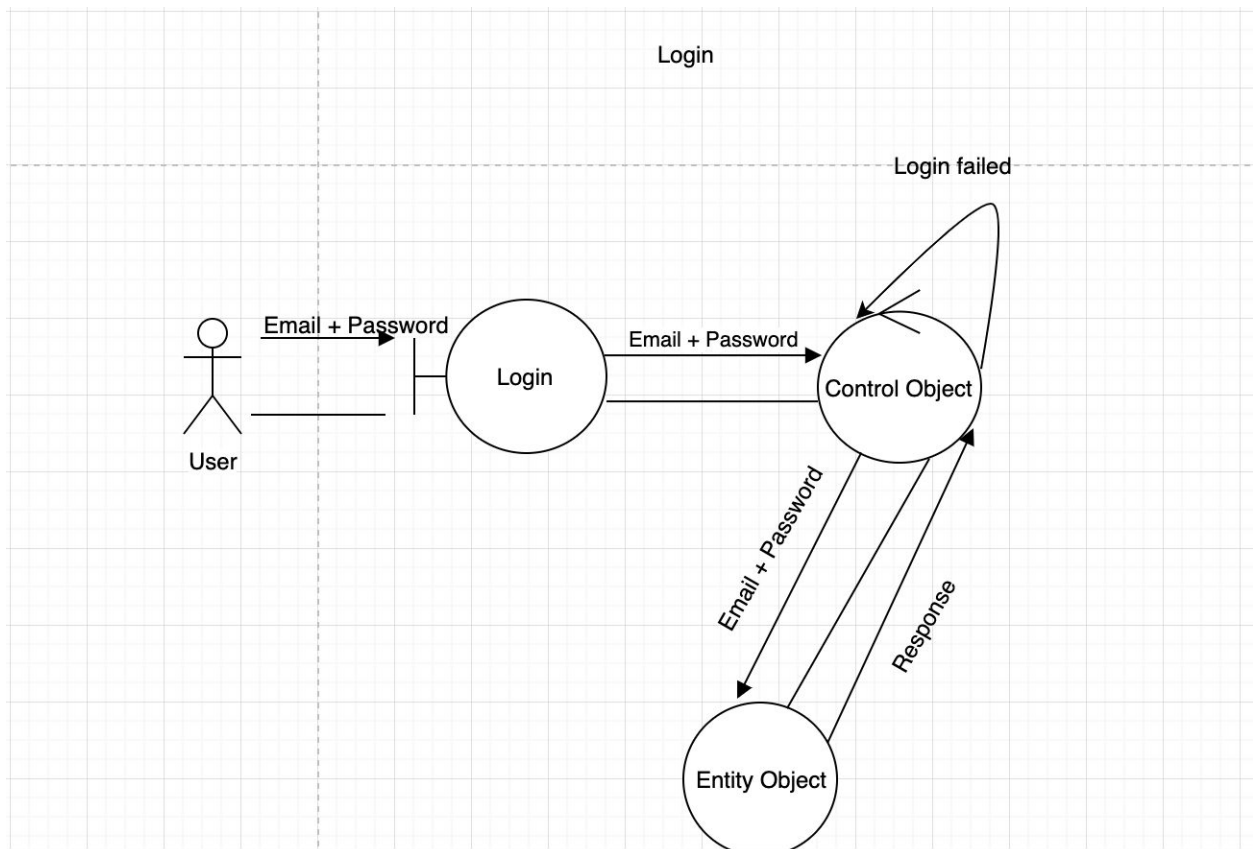 Login
Login failed
Email + Password
Email + Password
Login
Control Object
User
Email + Password
Response
Entity Object